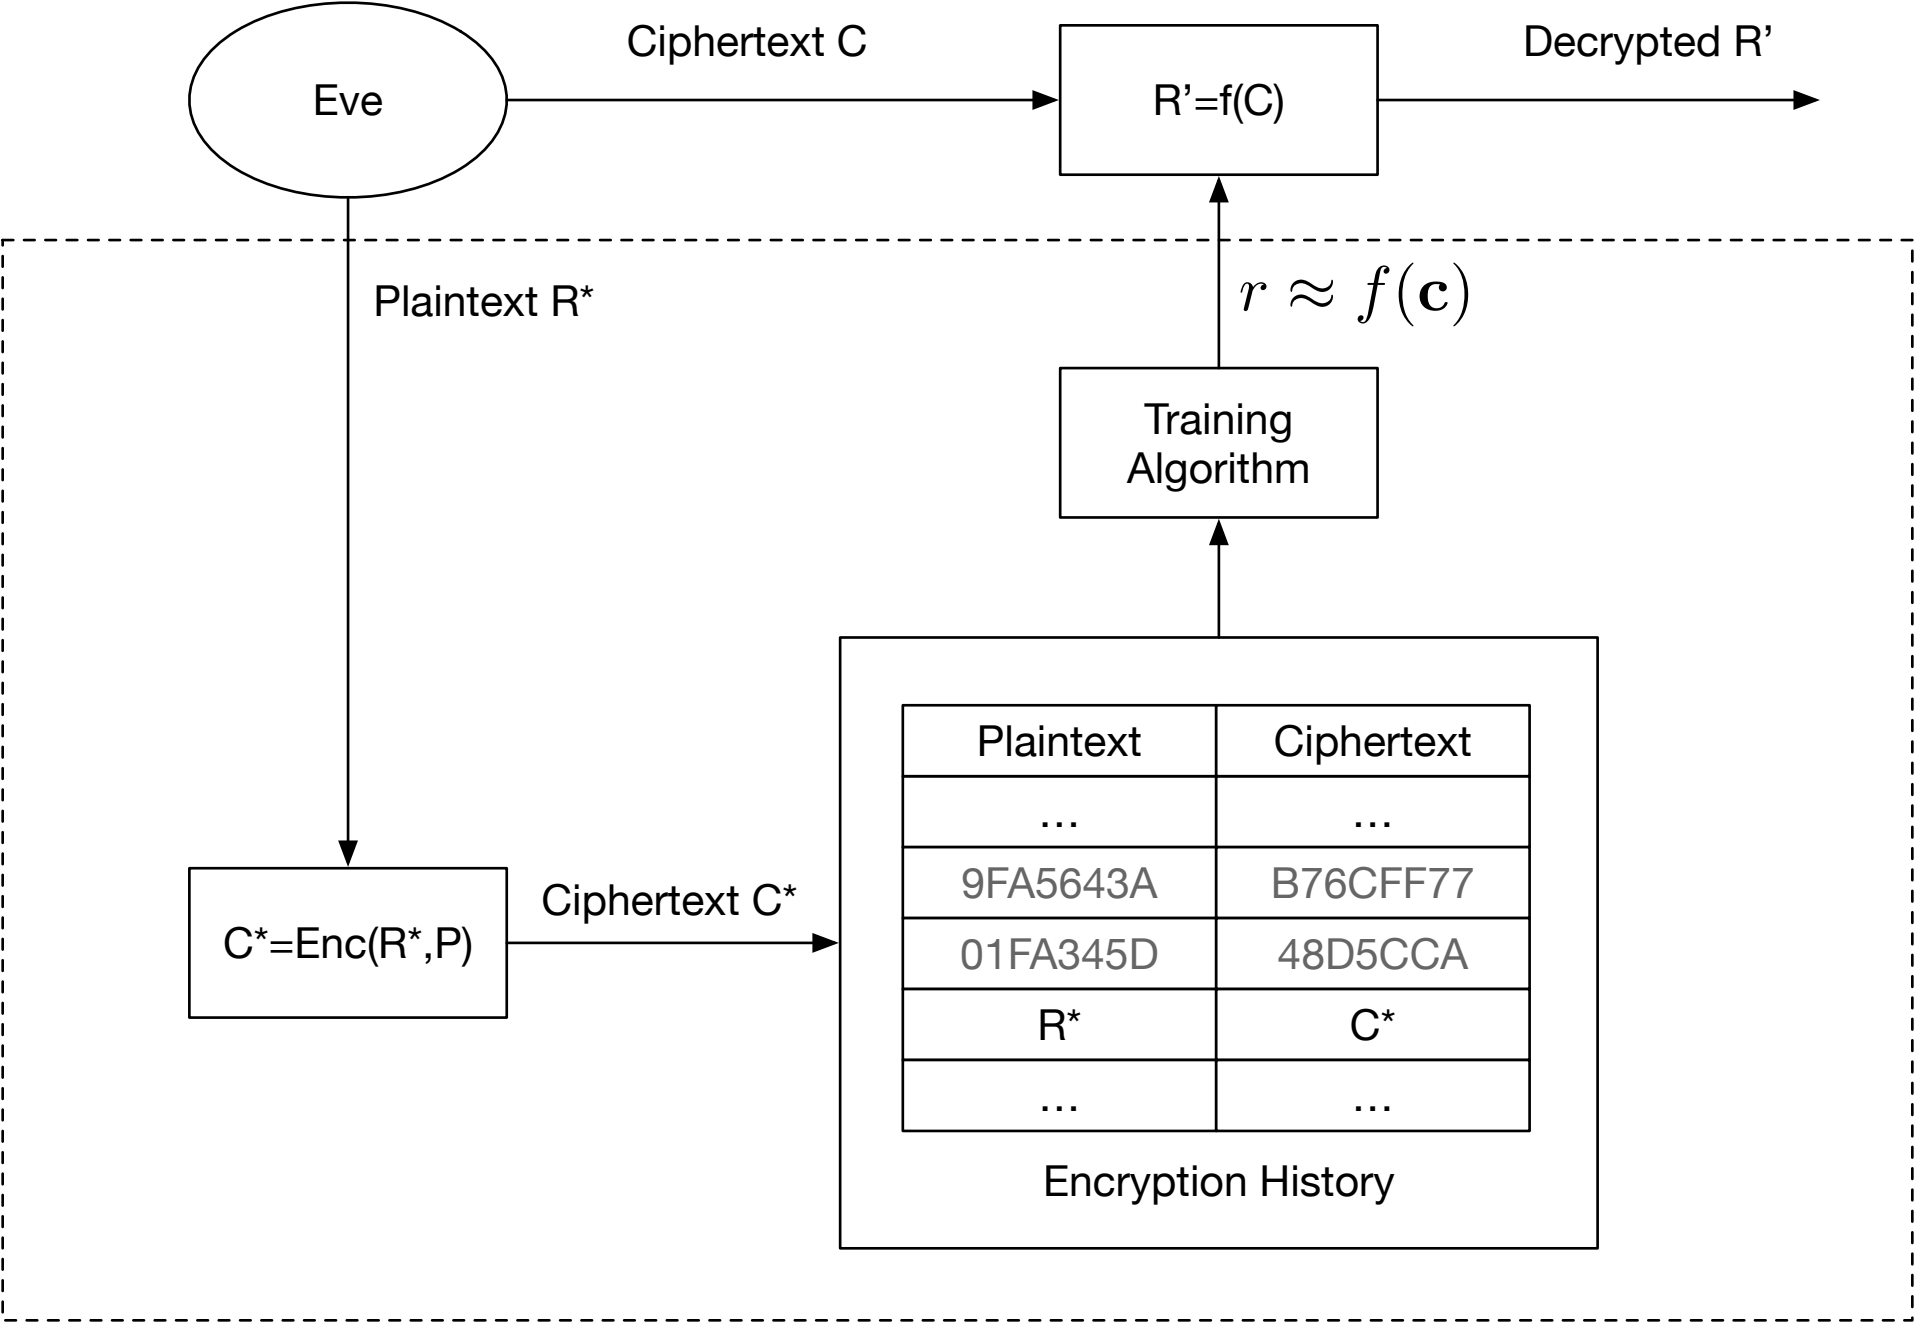 Eve
Ciphertext C
R’=f(C)
Decrypted R’
Plaintext R*
r ≈ f(c)
Training
Algorithm
C*=Enc(R*,P)
Ciphertext C*
Plaintext Ciphertext
... ...
9FA5643A B76CFF77
01FA345D 48D5CCA
R* C*
... ...
Encryption History